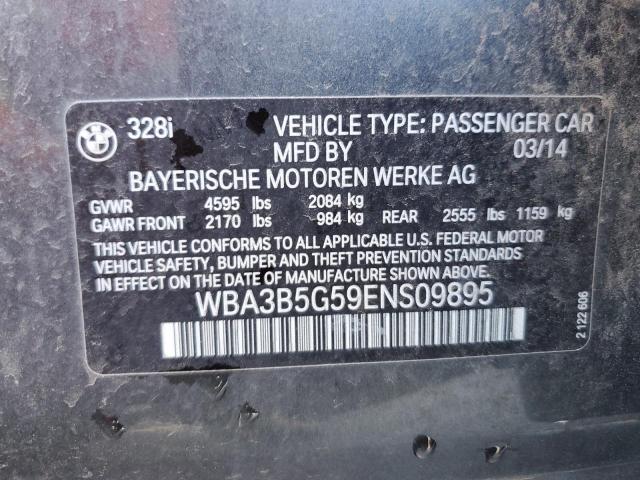 BMW 328i VEHICLE TYPE: PASSENGER CAR
MFD BY 03/14
BAYERISCHE MOTOREN WERKE AG
GVWR 4595 lbs 2084 kg
GAWR FRONT 2170 lbs 984 kg REAR 2555 lbs 1159 kg
THIS VEHICLE CONFORMS TO ALL APPLICABLE U.S. FEDERAL MOTOR
VEHICLE SAFETY, BUMPER AND THEFT PREVENTION STANDARDS
IN EFFECT ON THE DATE OF MANUFACTURE SHOWN ABOVE.
WBA3B5G59ENS09895
2 122 606